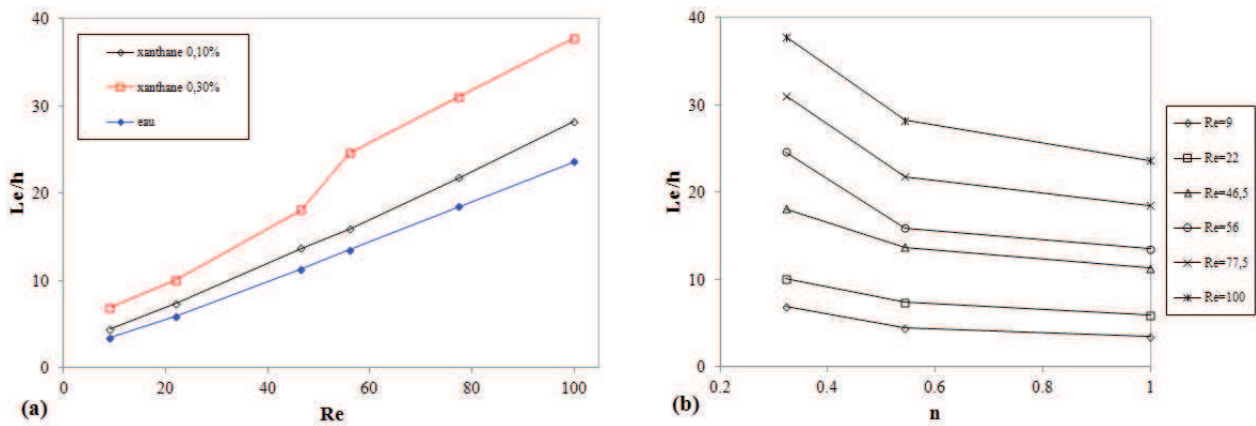 40
30
20
10
0
Le/h
xanthane 0,10%
xanthane 0,30%
eau
0
20
40
60
80
100
Re
(a)
40
30
20
10
0
Le/h
0.2
0.4
0.6
0.8
1
n
(b)
Re=9
Re=22
Re=46,5
Re=56
Re=77,5
Re=100